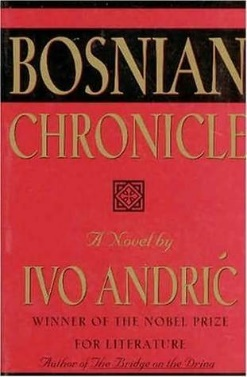 BOSNIAN
CHRONICLE
A Novel by
IVO ANDRIĆ
WINNER OF THE NOBEL PRIZE
FOR LITERATURE
Author of The Bridge on the Drina